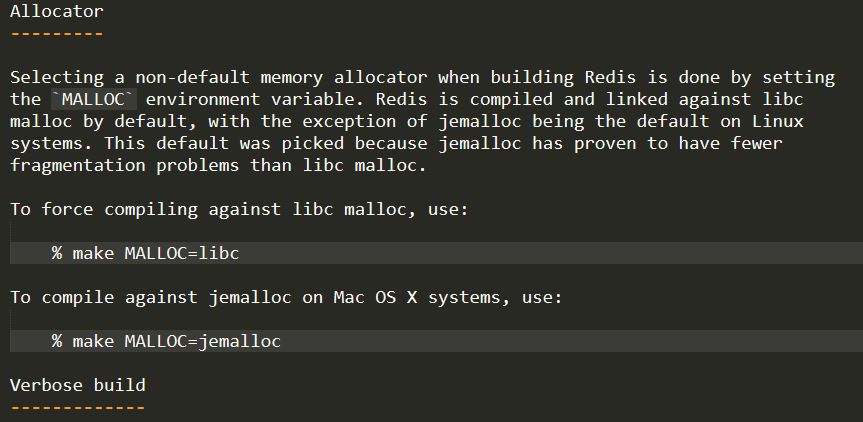 Allocator
---------
Selecting a non-default memory allocator when building Redis is done by setting
the `MALLOC` environment variable. Redis is compiled and linked against libc
malloc by default, with the exception of jemalloc being the default on Linux
systems. This default was picked because jemalloc has proven to have fewer
fragmentation problems than libc malloc.
To force compiling against libc malloc, use:
% make MALLOC=libc
To compile against jemalloc on Mac OS X systems, use:
% make MALLOC=jemalloc
Verbose build
-------------